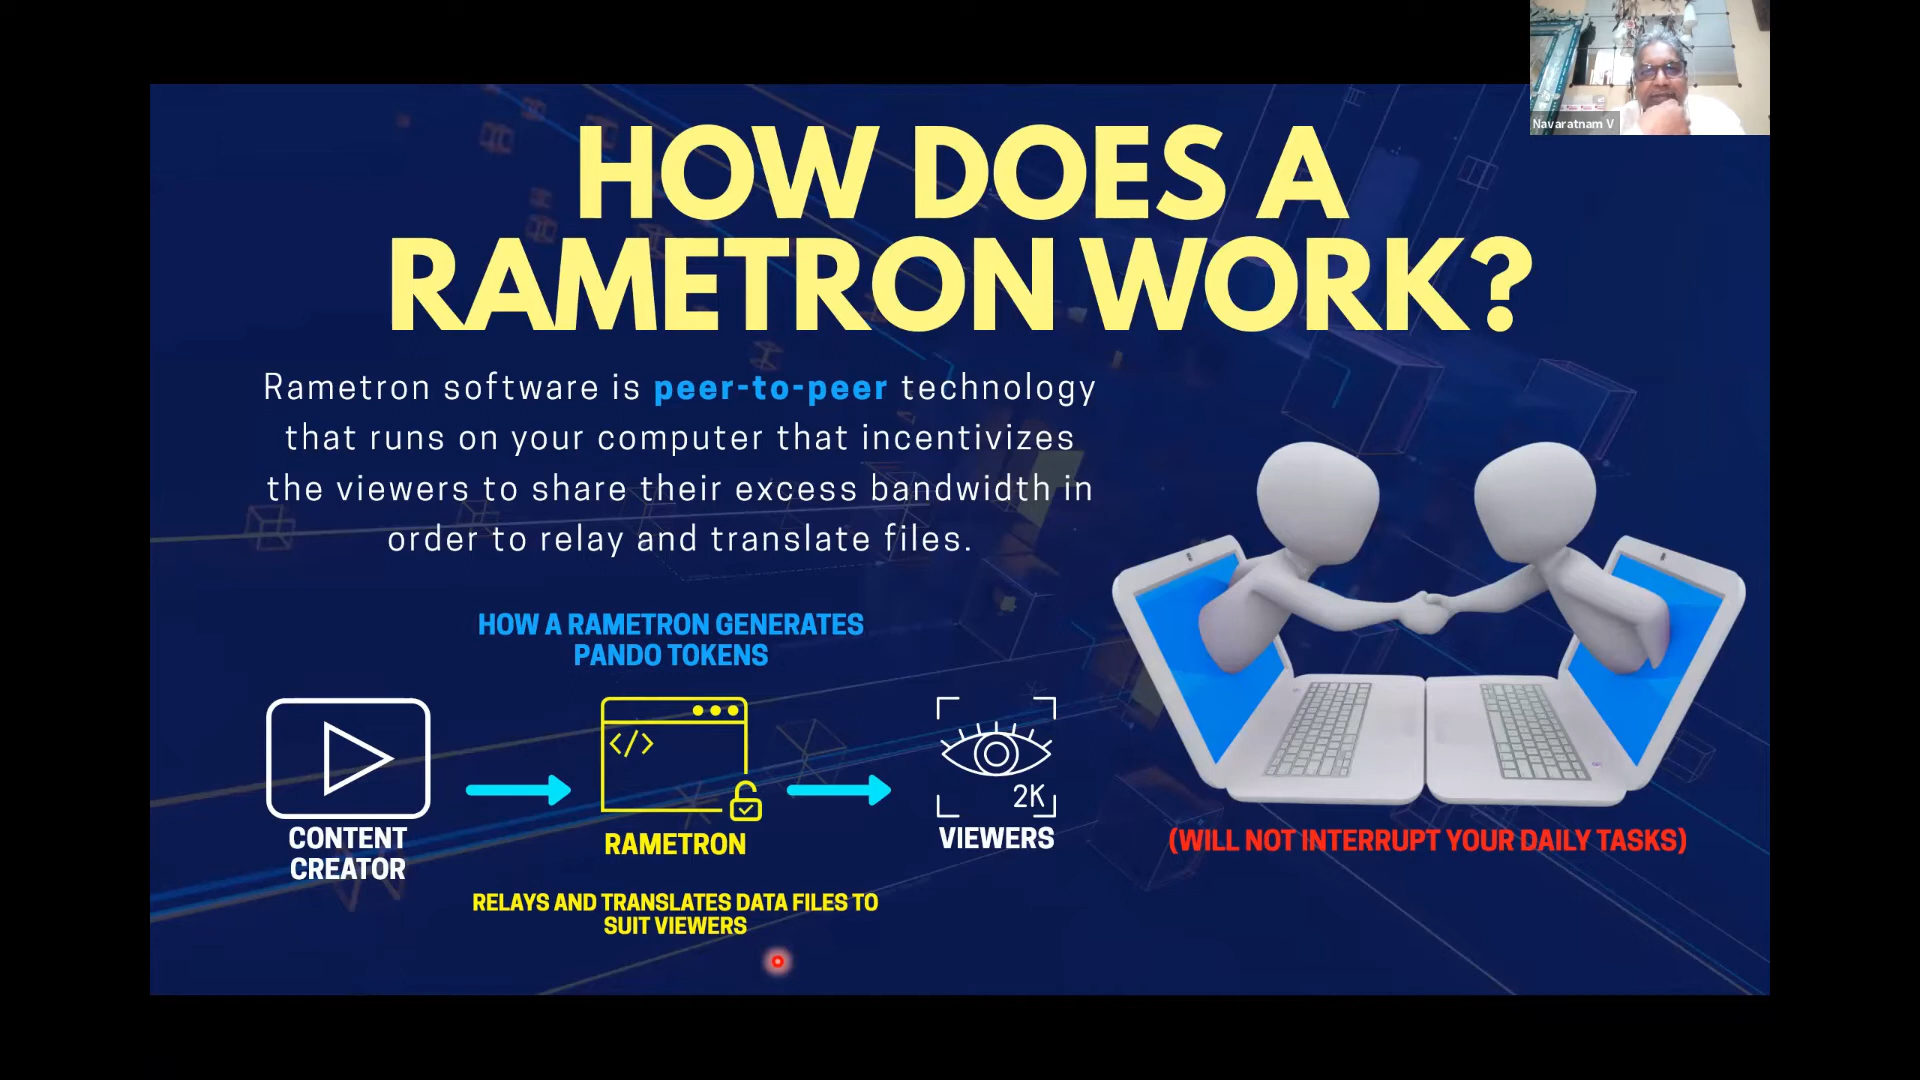 Navaratnam V
HOW DOES A
RAMETRON WORK?
Rametron software is peer-to-peer technology
that runs on your computer that incentivizes
the viewers to share their excess bandwidth in
order to relay and translate files.
HOW A RAMETRON GENERATES
PANDO TOKENS
</>
2K
CONTENT
CREATOR
RAMETRON
VIEWERS
(WILL NOT INTERRUPT YOUR DAILY TASKS)
RELAYS AND TRANSLATES DATA FILES TO
SUIT VIEWERS